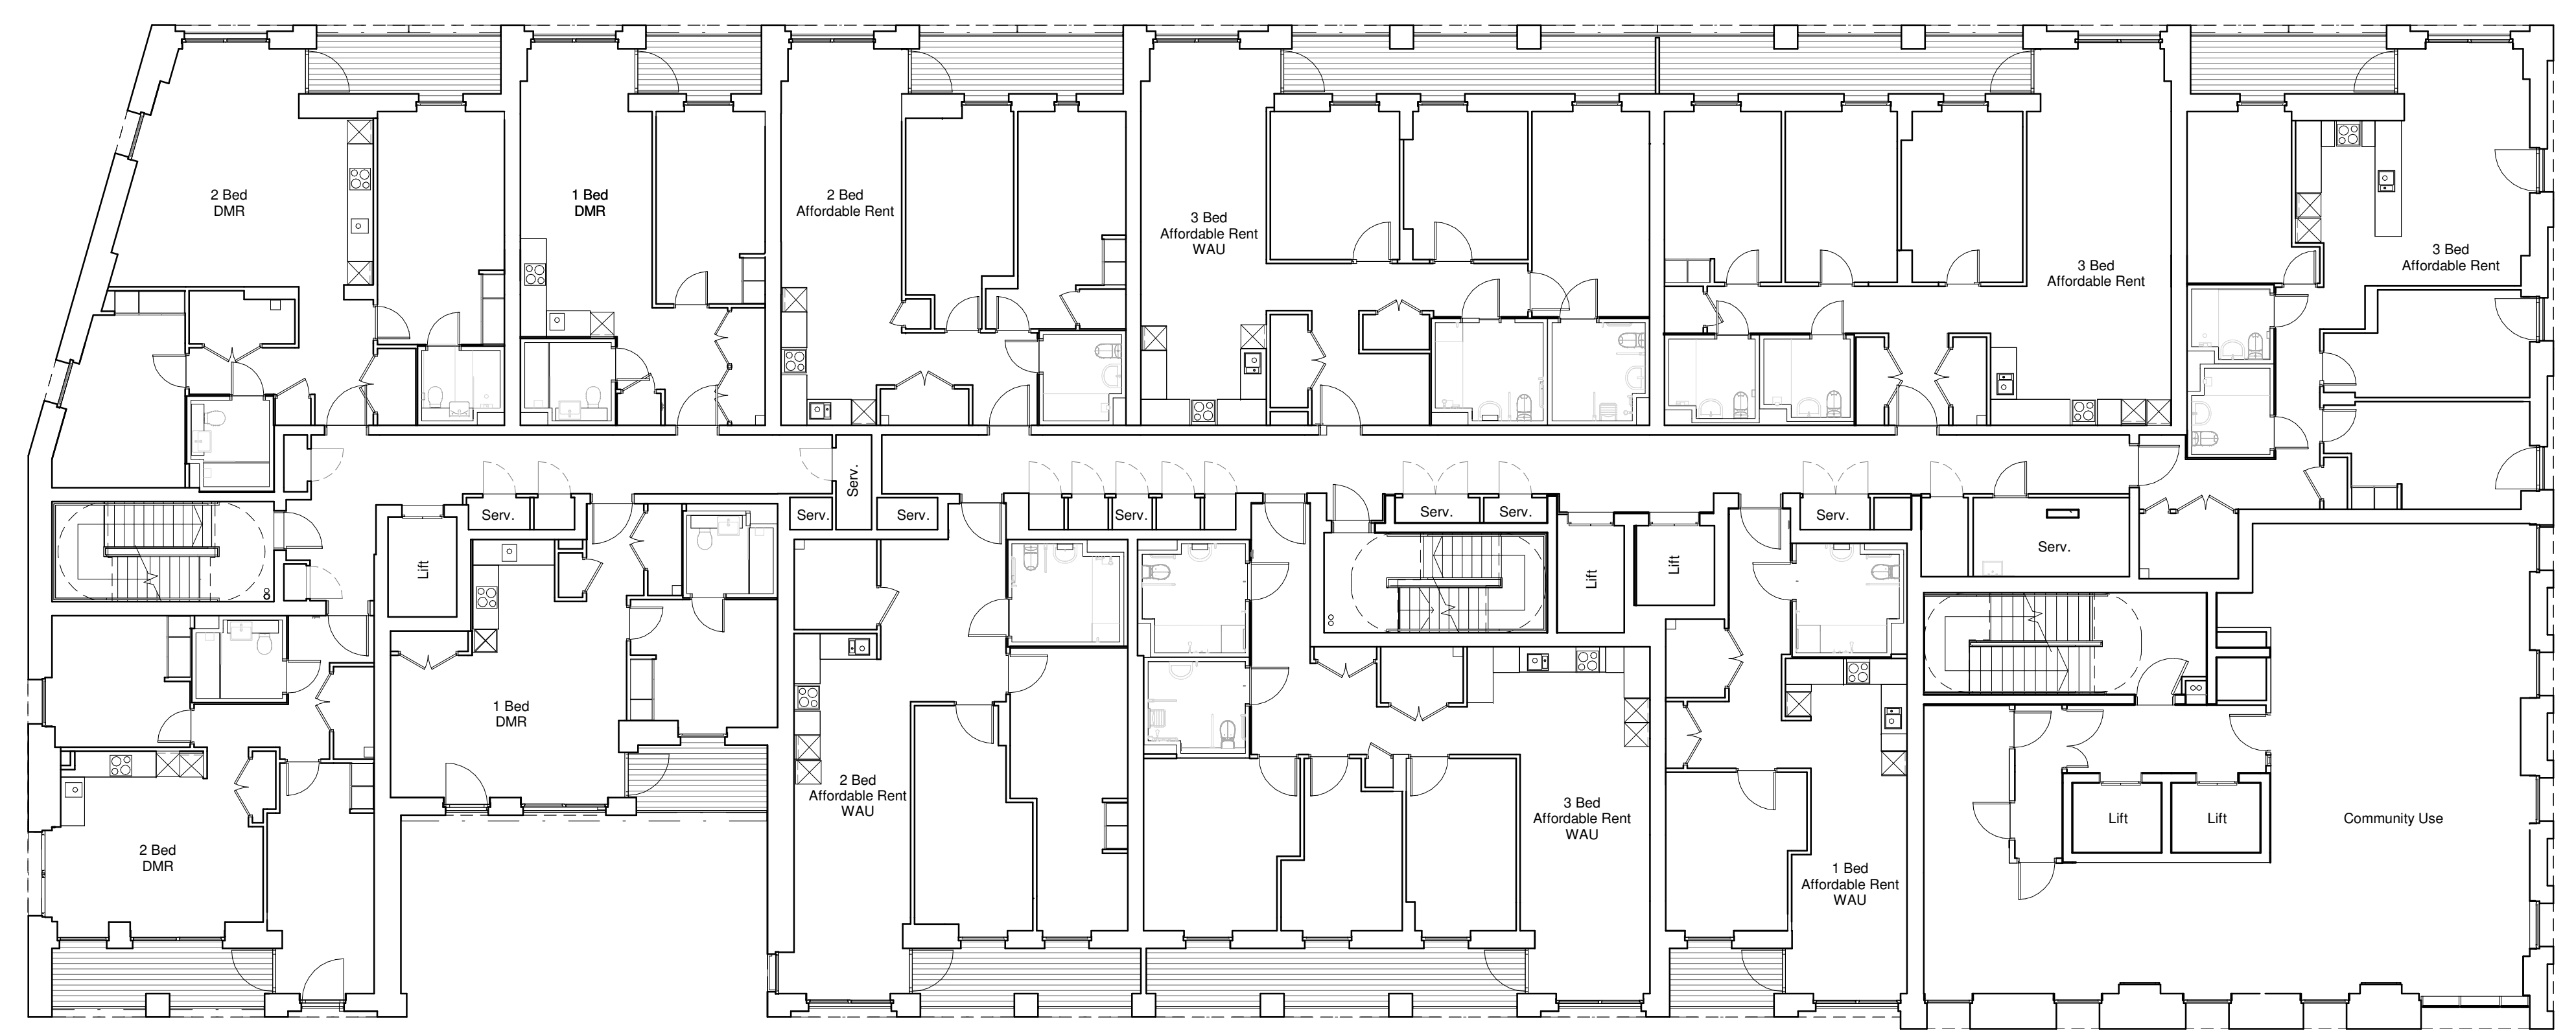 2 Bed
DMR
1 Bed
DMR
2 Bed
Affordable Rent
3 Bed
Affordable Rent
WAU
3 Bed
Affordable Rent
3 Bed
Affordable Rent
Serv.
Serv.
Serv.
Serv.
Serv.
Serv.
Serv.
Serv.
Serv.
Lift
Lift
Lift
1 Bed
DMR
2 Bed
DMR
2 Bed
Affordable Rent
WAU
3 Bed
Affordable Rent
WAU
1 Bed
Affordable Rent
WAU
Lift
Lift
Community Use